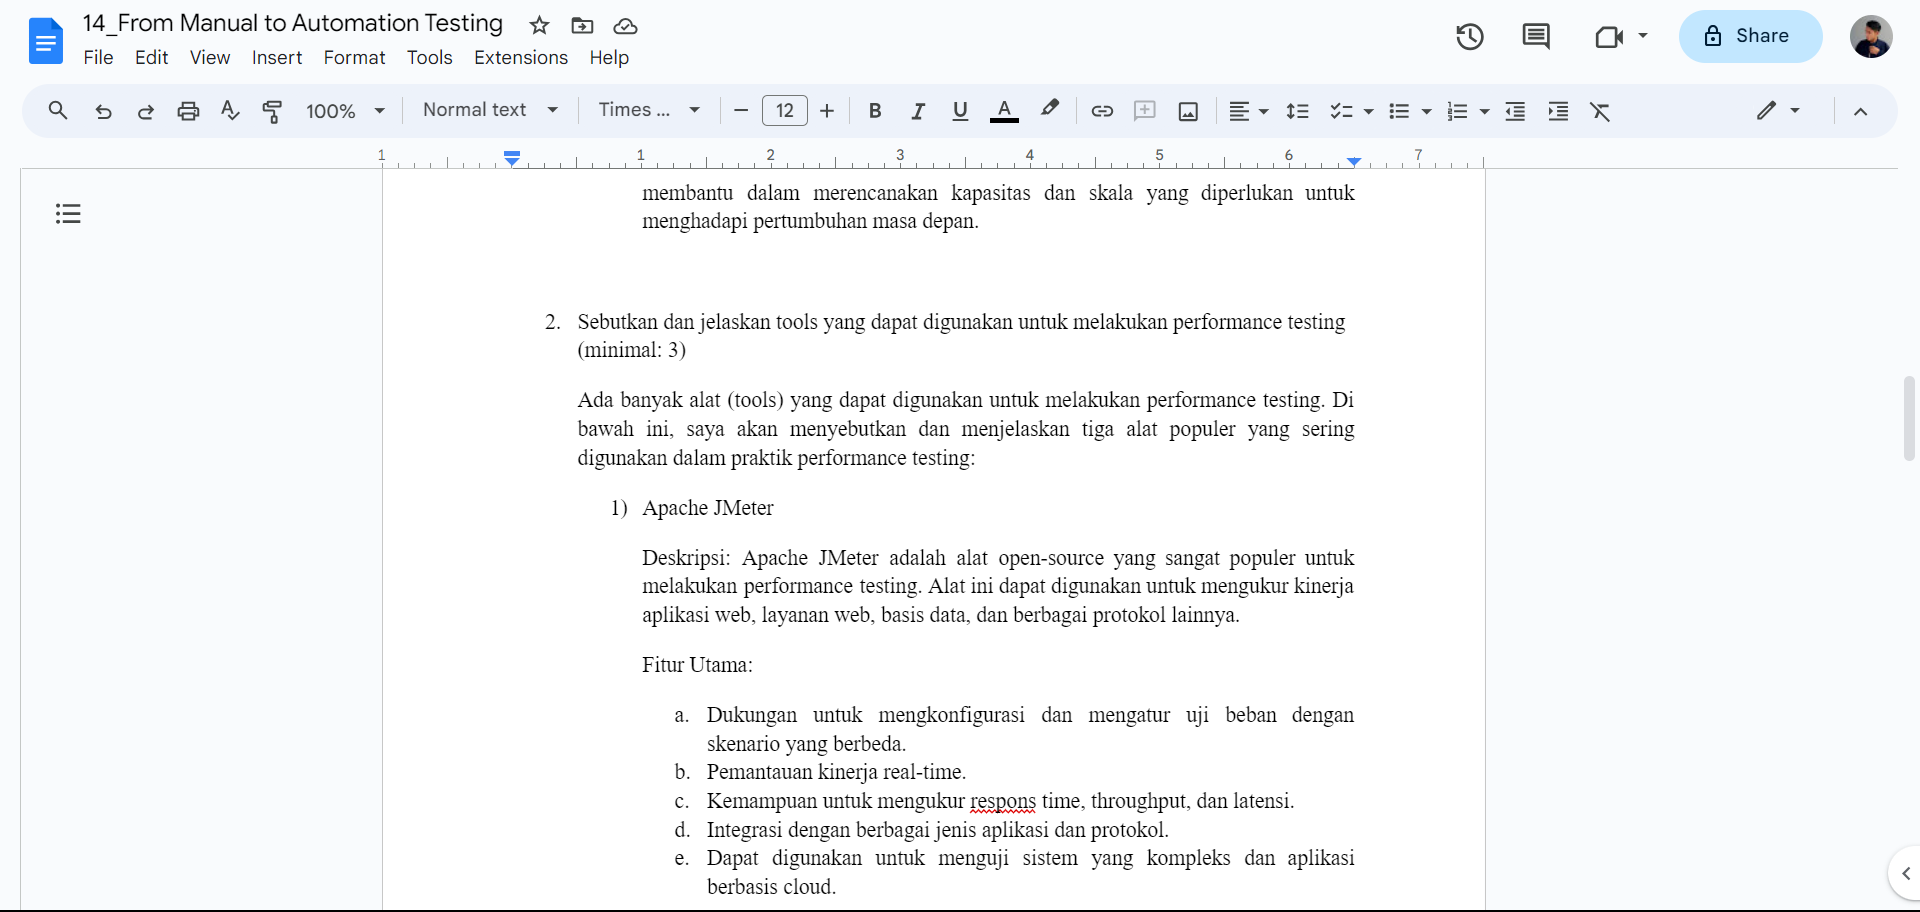 14_From Manual to Automation Testing
File Edit View Insert Format Tools Extensions Help
Share
100% Normal text Times ... 12 B I U A
1 1 2 3 4 5 6 7
membantu dalam merencanakan kapasitas dan skala yang diperlukan untuk
menghadapi pertumbuhan masa depan.
2. Sebutkan dan jelaskan tools yang dapat digunakan untuk melakukan performance testing
(minimal: 3)
Ada banyak alat (tools) yang dapat digunakan untuk melakukan performance testing. Di
bawah ini, saya akan menyebutkan dan menjelaskan tiga alat populer yang sering
digunakan dalam praktik performance testing:
1) Apache JMeter
Deskripsi: Apache JMeter adalah alat open-source yang sangat populer untuk
melakukan performance testing. Alat ini dapat digunakan untuk mengukur kinerja
aplikasi web, layanan web, basis data, dan berbagai protokol lainnya.
Fitur Utama:
a. Dukungan untuk mengkonfigurasi dan mengatur uji beban dengan
skenario yang berbeda.
b. Pemantauan kinerja real-time.
c. Kemampuan untuk mengukur respons time, throughput, dan latensi.
d. Integrasi dengan berbagai jenis aplikasi dan protokol.
e. Dapat digunakan untuk menguji sistem yang kompleks dan aplikasi
berbasis cloud.